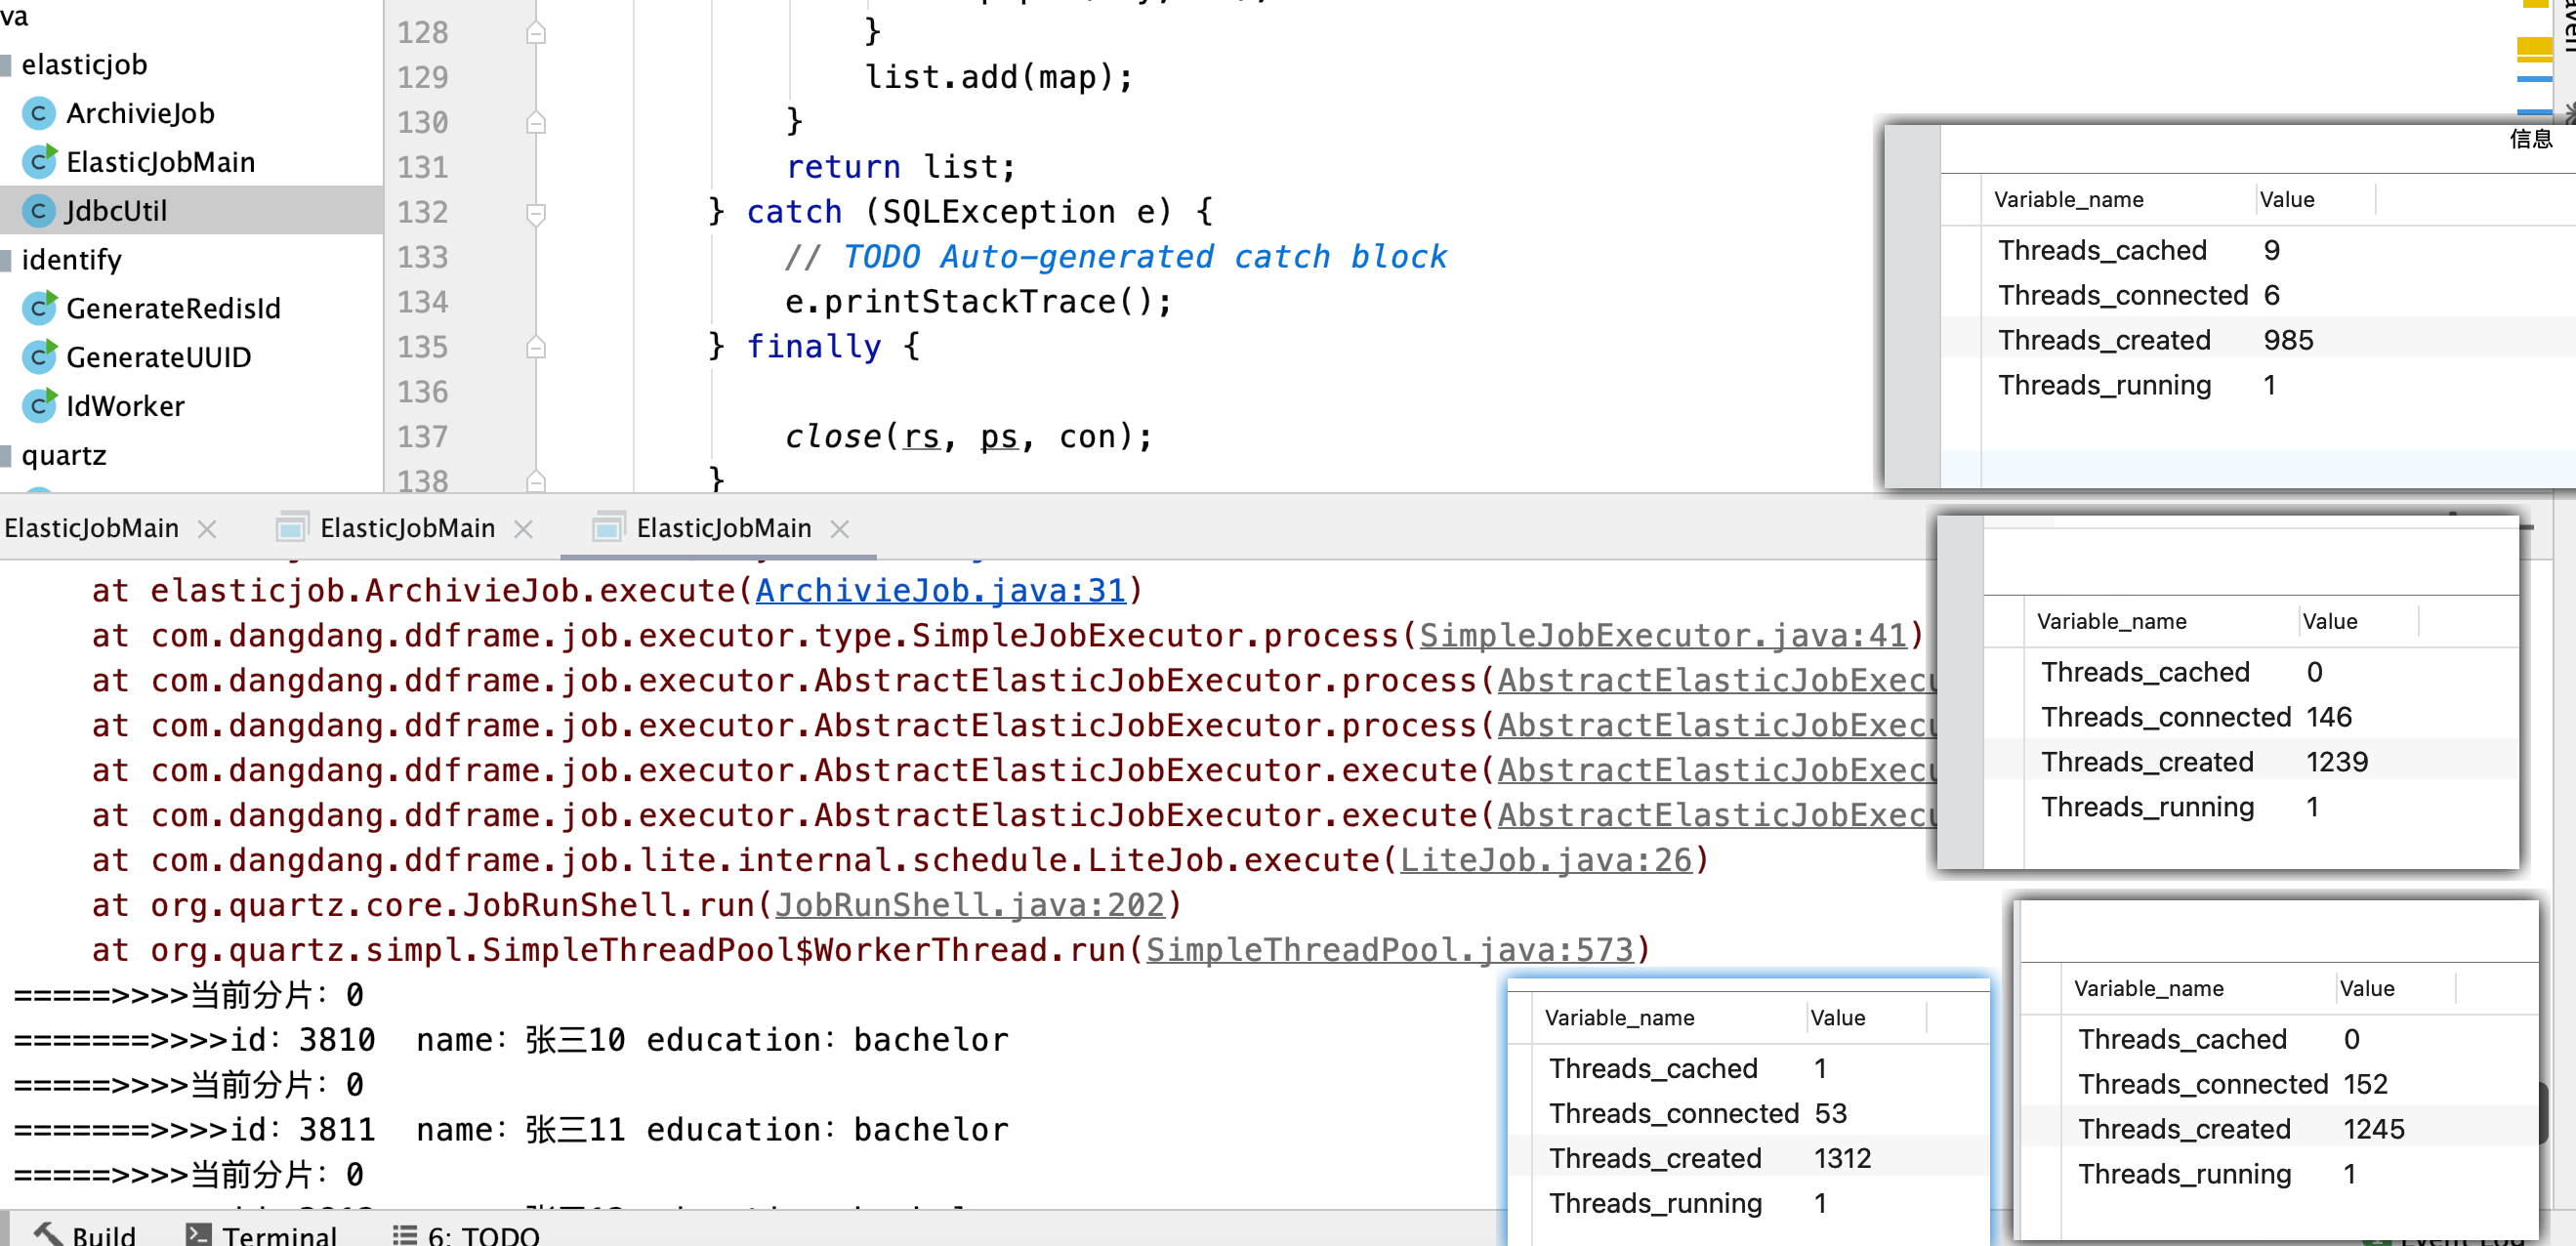 va
elasticjob
ArchivieJob
ElasticJobMain
JdbcUtil
identify
GenerateRedisId
GenerateUUID
IdWorker
quartz
128 }
129 list.add(map);
130 }
131 return list;
132 } catch (SQLException e) {
133 // TODO Auto-generated catch block
134 e.printStackTrace();
135 } finally {
136
137 close(rs, ps, con);
138 }
信息
Variable_name Value
Threads_cached 9
Threads_connected 6
Threads_created 985
Threads_running 1
ElasticJobMain ElasticJobMain ElasticJobMain
at elasticjob.ArchivieJob.execute(ArchivieJob.java:31)
at com.dangdang.ddframe.job.executor.type.SimpleJobExecutor.process(SimpleJobExecutor.java:41)
at com.dangdang.ddframe.job.executor.AbstractElasticJobExecutor.process(AbstractElasticJobExecu
at com.dangdang.ddframe.job.executor.AbstractElasticJobExecutor.process(AbstractElasticJobExecu
at com.dangdang.ddframe.job.executor.AbstractElasticJobExecutor.execute(AbstractElasticJobExecu
at com.dangdang.ddframe.job.executor.AbstractElasticJobExecutor.execute(AbstractElasticJobExecu
at com.dangdang.ddframe.job.lite.internal.schedule.LiteJob.execute(LiteJob.java:26)
at org.quartz.core.JobRunShell.run(JobRunShell.java:202)
at org.quartz.simpl.SimpleThreadPool$WorkerThread.run(SimpleThreadPool.java:573)
=====>>>>当前分片：0
=======>>>>id：3810 name：张三10 education：bachelor
=====>>>>当前分片：0
=======>>>>id：3811 name：张三11 education：bachelor
=====>>>>当前分片：0
Variable_name Value
Threads_cached 0
Threads_connected 146
Threads_created 1239
Threads_running 1
Variable_name Value
Threads_cached 1
Threads_connected 53
Threads_created 1312
Threads_running 1
Variable_name Value
Threads_cached 0
Threads_connected 152
Threads_created 1245
Threads_running 1
Build Terminal 6: TODO